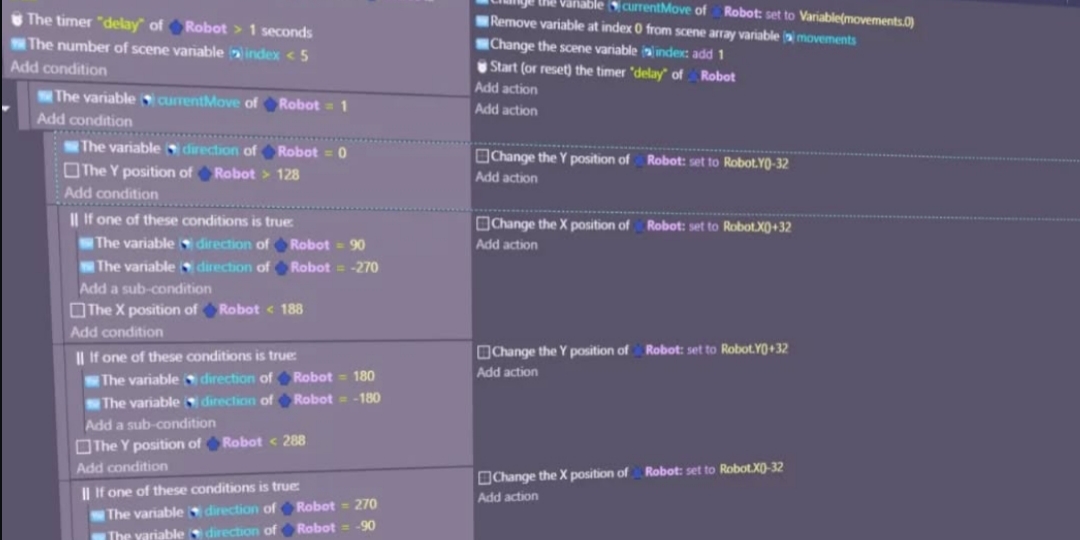 The timer "delay" of Robot > 1 seconds
The number of scene variable index < 5
Add condition
Change the variable currentMove of Robot: set to Variable(movements.0)
Remove variable at index 0 from scene array variable movements
Change the scene variable index: add 1
Start (or reset) the timer "delay" of Robot
Add action
The variable currentMove of Robot = 1
Add condition
Add action
The variable direction of Robot = 0
The Y position of Robot > 128
Add condition
Change the Y position of Robot: set to Robot.Y()-32
Add action
If one of these conditions is true:
The variable direction of Robot = 90
The variable direction of Robot = -270
Add a sub-condition
The X position of Robot < 188
Add condition
Change the X position of Robot: set to Robot.X()+32
Add action
If one of these conditions is true:
The variable direction of Robot = 180
The variable direction of Robot = -180
Add a sub-condition
The Y position of Robot < 288
Add condition
Change the Y position of Robot: set to Robot.Y()+32
Add action
If one of these conditions is true:
The variable direction of Robot = 270
The variable direction of Robot = -90
Change the X position of Robot: set to Robot.X()-32
Add action